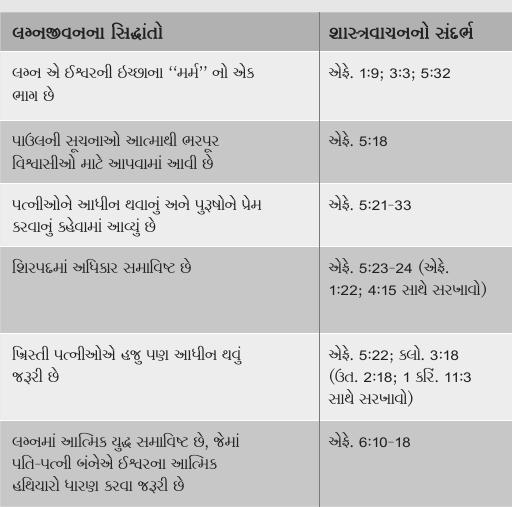 લગ્નજીવનના સિદ્ધાંતો
શાસ્ત્રવાચનનો સંદર્ભ
લગ્ન એ ઈશ્વરની ઇચ્છાના “મર્મ” નો એક
ભાગ છે
એફે. 1:9; 3:3; 5:32
પાઉલની સૂચનાઓ આત્માથી ભરપૂર
વિશ્વાસીઓ માટે આપવામાં આવી છે
એફે. 5:18
પત્નીઓને આધીન થવાનું અને પુરૂષોને પ્રેમ
કરવાનું કહેવામાં આવ્યું છે
એફે. 5:21-33
શિરપદમાં અધિકાર સમાવિષ્ટ છે
એફે. 5:23-24 (એફે.
1:22; 4:15 સાથે સરખાવો)
ખ્રિસ્તી પત્નીઓએ હજુ પણ આધીન થવું
જરૂરી છે
એફે. 5:22; કલો. 3:18
(ઉત. 2:18; 1 કરિં. 11:3
સાથે સરખાવો)
લગ્નમાં આત્મિક યુદ્ધ સમાવિષ્ટ છે, જેમાં
પતિ-પત્ની બંનેએ ઈશ્વરના આત્મિક
હથિયારો ધારણ કરવા જરૂરી છે
એફે. 6:10-18